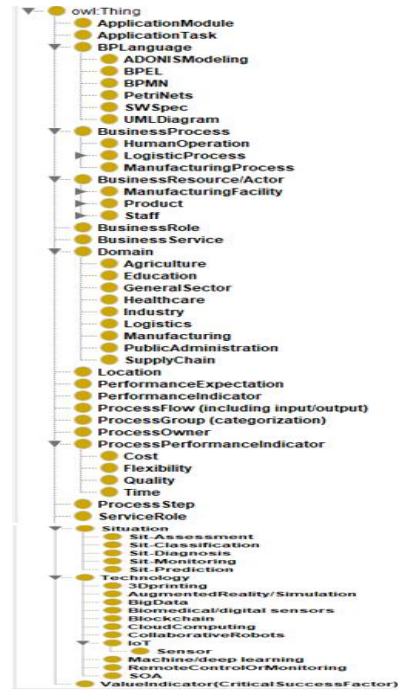 owl:Thing
ApplicationModule
ApplicationTask
BPLanguage
ADONISModeling
BPEL
BPMN
PetriNets
SWSpec
UMLDiagram
BusinessProcess
HumanOperation
LogisticProcess
ManufacturingProcess
BusinessResource/Actor
ManufacturingFacility
Product
Staff
BusinessRole
BusinessService
Domain
Agriculture
Education
GeneralSector
Healthcare
Industry
Logistics
Manufacturing
PublicAdministration
SupplyChain
Location
PerformanceExpectation
PerformanceIndicator
ProcessFlow (including input/output)
ProcessGroup (categorization)
ProcessOwner
ProcessPerformanceIndicator
Cost
Flexibility
Quality
Time
ProcessStep
ServiceRole
Situation
Sit-Assessment
Sit-Classification
Sit-Diagnosis
Sit-Monitoring
Sit-Prediction
Technology
3Dprinting
AugmentedReality/Simulation
BigData
Biomedical/digital sensors
Blockchain
CloudComputing
CollaborativeRobots
IoT
Sensor
Machine/deep learning
RemoteControlOrMonitoring
SOA
ValueIndicator(CriticalSuccessFactor)